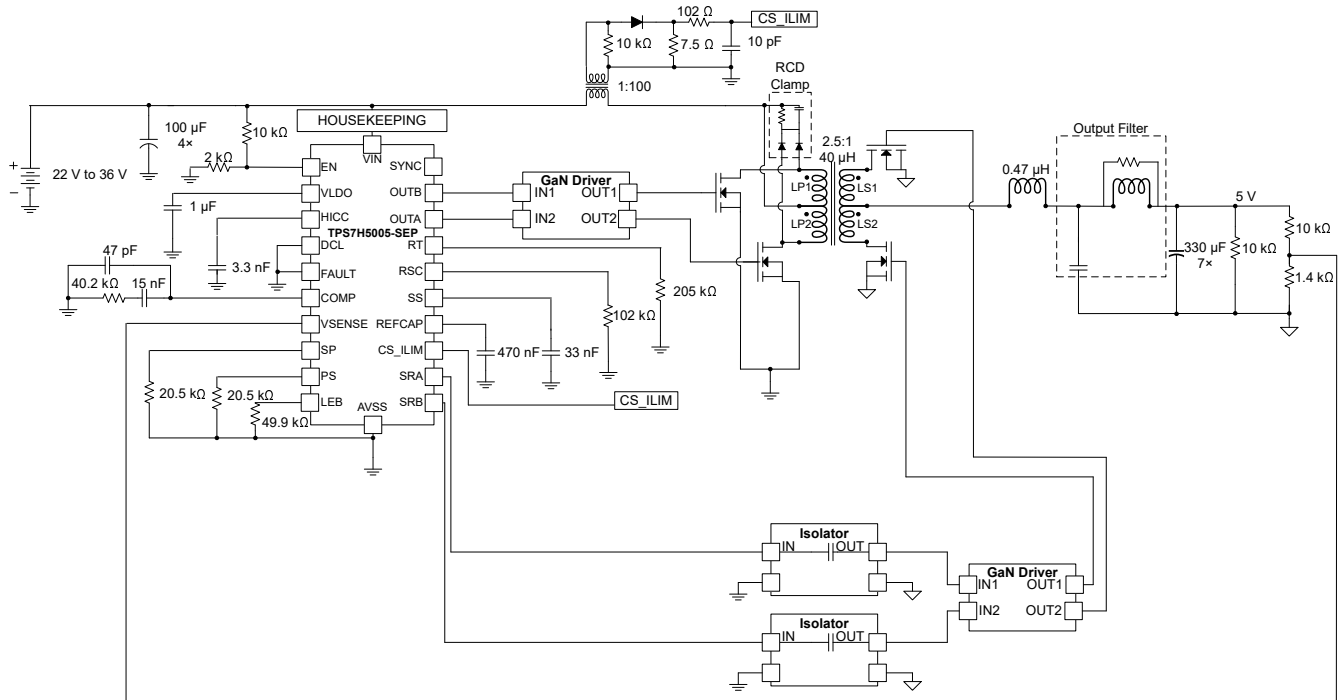 102 Ω
CS_ILIM
10 kΩ
7.5 Ω
10 pF
1:100
RCD
Clamp
HOUSEKEEPING
100 µF
4×
10 kΩ
2 kΩ
22 V to 36 V
+
−
VIN
EN
SYNC
VLDO
OUTB
HICC
OUTA
TPS7H5005-SEP
DCL
RT
FAULT
RSC
COMP
SS
VSENSE
REFCAP
SP
CS_ILIM
PS
SRA
LEB
SRB
AVSS
1 µF
3.3 nF
47 pF
40.2 kΩ
15 nF
20.5 kΩ
20.5 kΩ
49.9 kΩ
GaN Driver
IN1
OUT1
IN2
OUT2
205 kΩ
102 kΩ
470 nF
33 nF
CS_ILIM
2.5:1
40 µH
LP1
LS1
LP2
LS2
0.47 µH
Output Filter
5 V
330 µF
7×
10 kΩ
10 kΩ
1.4 kΩ
Isolator
IN
OUT
Isolator
IN
OUT
GaN Driver
IN1
OUT1
IN2
OUT2